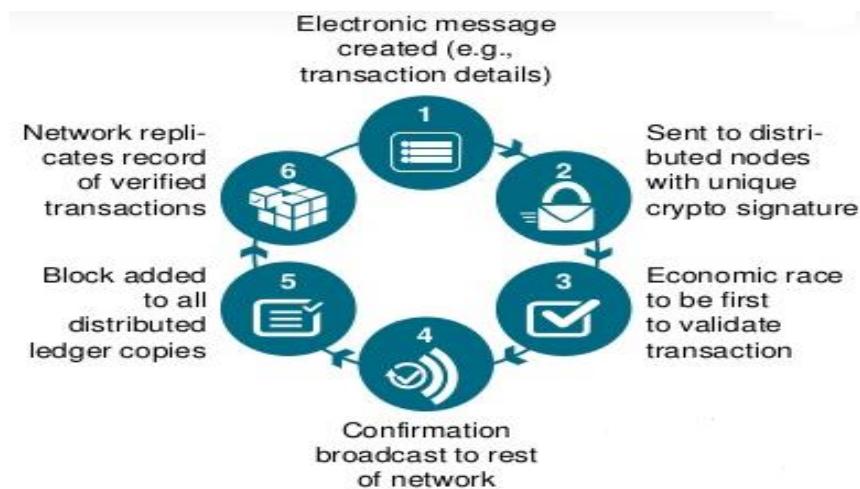 Electronic message
created (e.g.,
transaction details)
1
Sent to distri-
buted nodes
with unique
crypto signature
2
Economic race
to be first
to validate
transaction
3
Confirmation
broadcast to rest
of network
4
Block added
to all
distributed
ledger copies
5
Network repli-
cates record
of verified
transactions
6